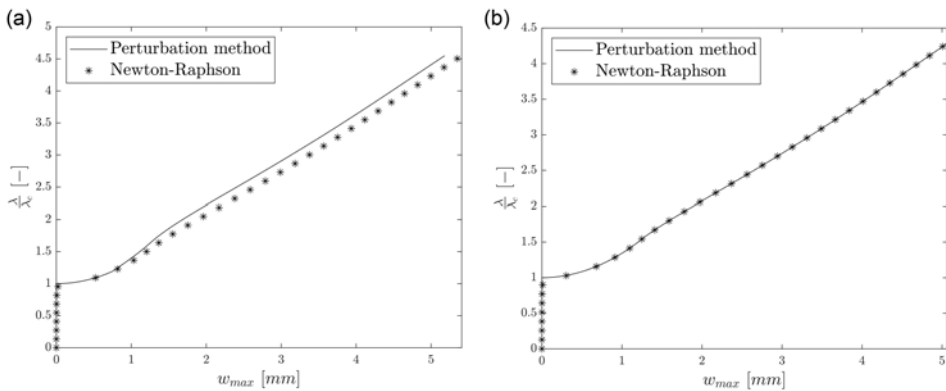 (a)
5
4.5
4
3.5
3
2.5
2
1.5
1
0.5
0
λ/λc [−]
Perturbation method
Newton-Raphson
0 1 2 3 4 5
wmax [mm]
(b)
4.5
4
3.5
3
2.5
2
1.5
1
0.5
0
λ/λc [−]
Perturbation method
Newton-Raphson
0 1 2 3 4 5
wmax [mm]